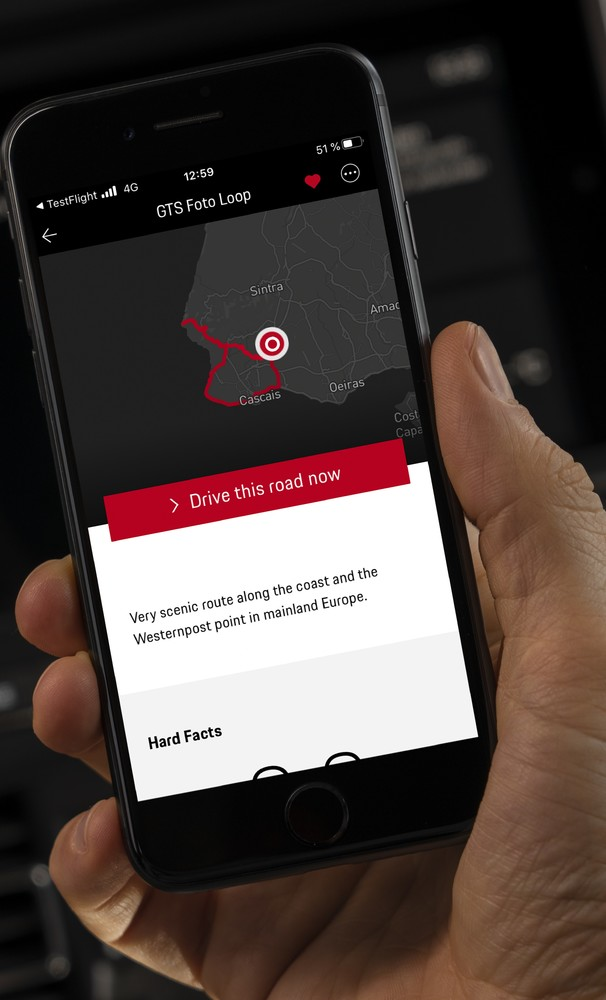 TestFlight 4G 12:59 51 %
GTS Foto Loop
Sintra
Amac
Cascais
Oeiras
Cost
Capa
Drive this road now
Very scenic route along the coast and the
Westernpost point in mainland Europe.
Hard Facts